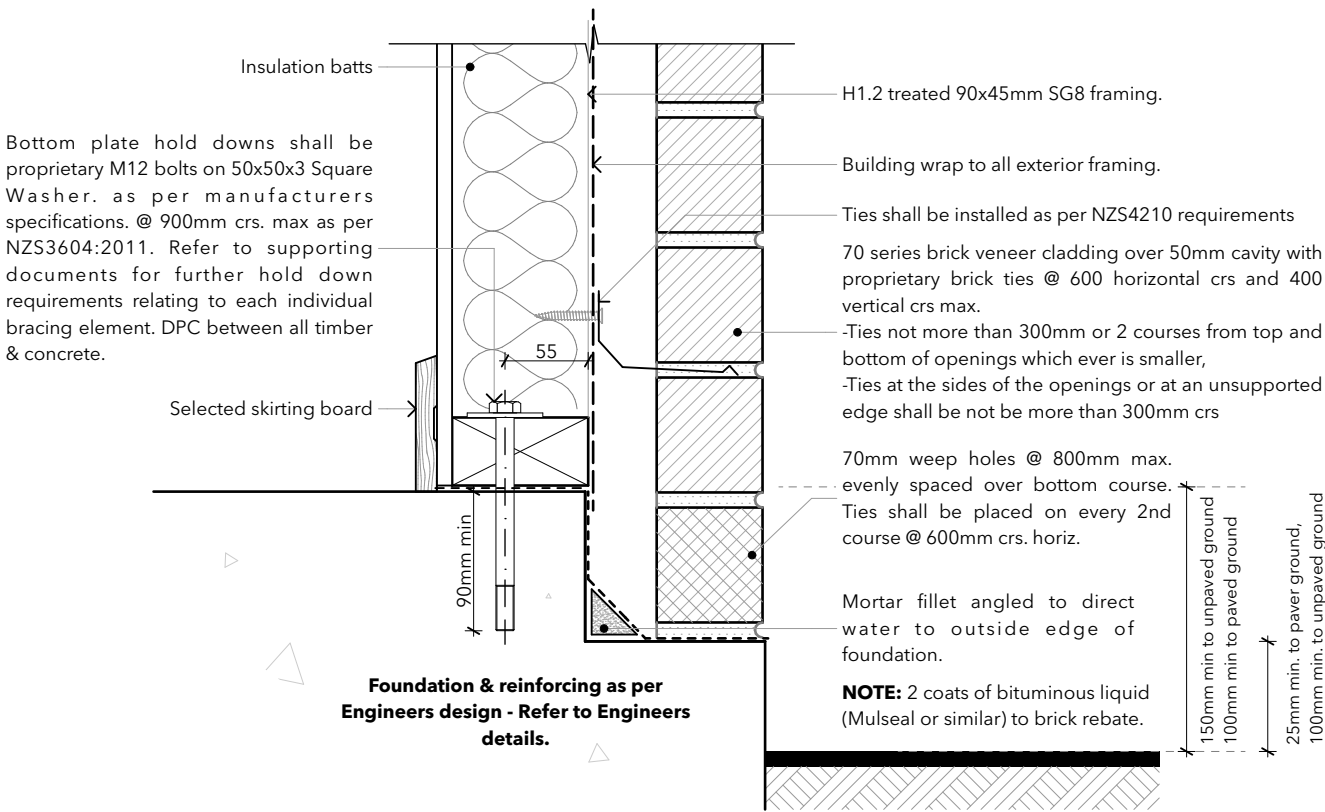 Insulation batts
Bottom plate hold downs shall be
proprietary M12 bolts on 50x50x3 Square
Washer. as per manufacturers
specifications. @ 900mm crs. max as per
NZS3604:2011. Refer to supporting
documents for further hold down
requirements relating to each individual
bracing element. DPC between all timber
& concrete.
Selected skirting board
55
90mm min
Foundation & reinforcing as per
Engineers design - Refer to Engineers
details.
H1.2 treated 90x45mm SG8 framing.
Building wrap to all exterior framing.
Ties shall be installed as per NZS4210 requirements
70 series brick veneer cladding over 50mm cavity with
proprietary brick ties @ 600 horizontal crs and 400
vertical crs max.
-Ties not more than 300mm or 2 courses from top and
bottom of openings which ever is smaller,
-Ties at the sides of the openings or at an unsupported
edge shall be not be more than 300mm crs
70mm weep holes @ 800mm max.
evenly spaced over bottom course.
Ties shall be placed on every 2nd
course @ 600mm crs. horiz.
Mortar fillet angled to direct
water to outside edge of
foundation.
NOTE: 2 coats of bituminous liquid
(Mulseal or similar) to brick rebate.
150mm min to unpaved ground
100mm min to paved ground
25mm min. to paver ground,
100mm min. to unpaved ground